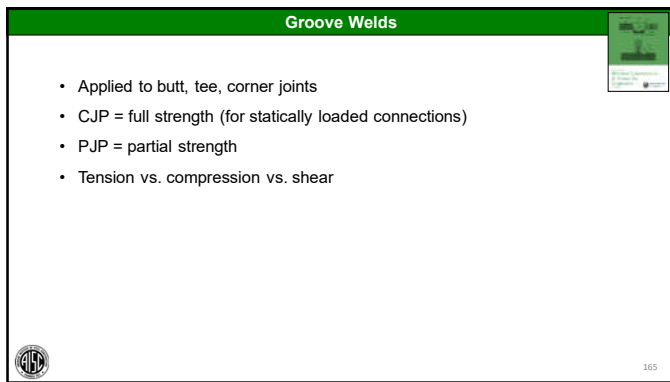 Groove Welds
• Applied to butt, tee, corner joints
• CJP = full strength (for statically loaded connections)
• PJP = partial strength
• Tension vs. compression vs. shear
AISC
165